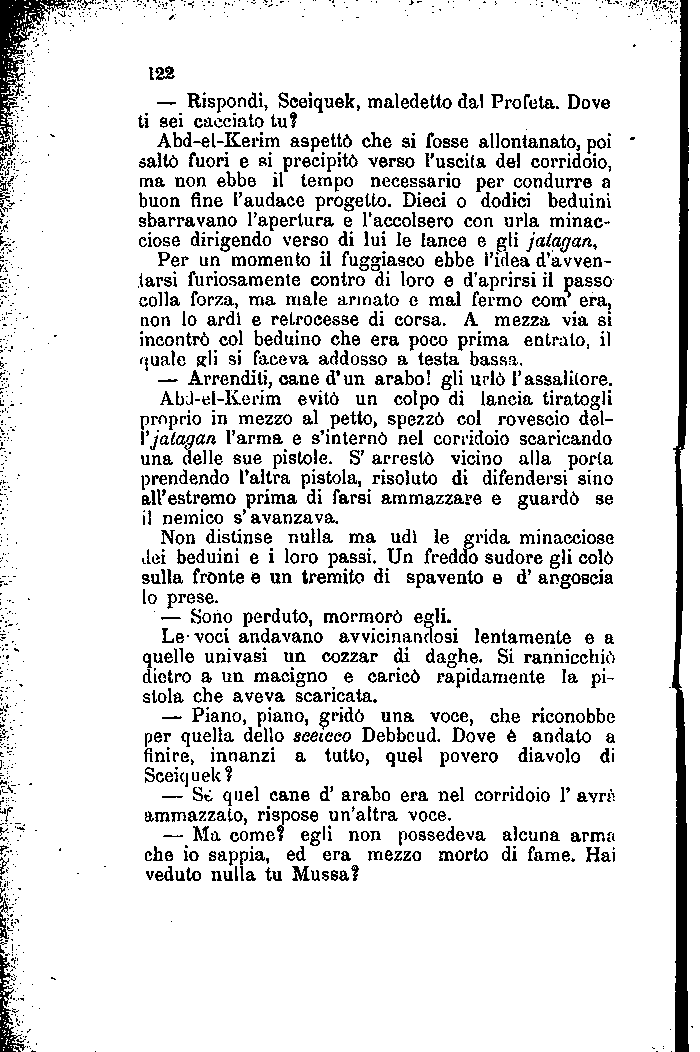 122
— Rispondi, Sceiquek, maledetto dal Profeta. Dove
ti sei cacciato tu?
Abd-el-Kerim aspettò che si fosse allontanato, poi
saltò fuori e si precipitò verso l'uscita del corridoio,
ma non ebbe il tempo necessario per condurre a
buon fine l'audace progetto. Dieci o dodici beduini
sbarravano l'apertura e l'accolsero con urla minac-
ciose dirigendo verso di lui le lance e gli jatagan,
Per un momento il fuggiasco ebbe l'idea d'avven-
tarsi furiosamente contro di loro e d'aprirsi il passo
colla forza, ma male armato e mal fermo com' era,
non lo ardì e retrocesse di corsa. A mezza via si
incontrò col beduino che era poco prima entrato, il
quale gli si faceva addosso a testa bassa.
— Arrenditi, cane d' un arabo! gli urlò l' assalitore.
Abd-el-Kerim evitò un colpo di lancia tiratogli
proprio in mezzo al petto, spezzò col rovescio del-
l'jatagan l'arma e s'internò nel corridoio scaricando
una delle sue pistole. S' arrestò vicino alla porta
prendendo l'altra pistola, risoluto di difendersi sino
all'estremo prima di farsi ammazzare e guardò se
il nemico s' avanzava.
Non distinse nulla ma udì le grida minacciose
dei beduini e i loro passi. Un freddo sudore gli colò
sulla fronte e un tremito di spavento e d' angoscia
lo prese.
— Sono perduto, mormorò egli.
Le voci andavano avvicinandosi lentamente e a
quelle univasi un cozzar di daghe. Si rannicchiò
dietro a un macigno e caricò rapidamente la pi-
stola che aveva scaricata.
— Piano, piano, gridò una voce, che riconobbe
per quella dello sceicco Debbeud. Dove è andato a
finire, innanzi a tutto, quel povero diavolo di
Sceiquek?
— Se quel cane d' arabo era nel corridoio l' avrà
ammazzato, rispose un'altra voce.
— Ma come? egli non possedeva alcuna arma
che io sappia, ed era mezzo morto di fame. Hai
veduto nulla tu Mussa?